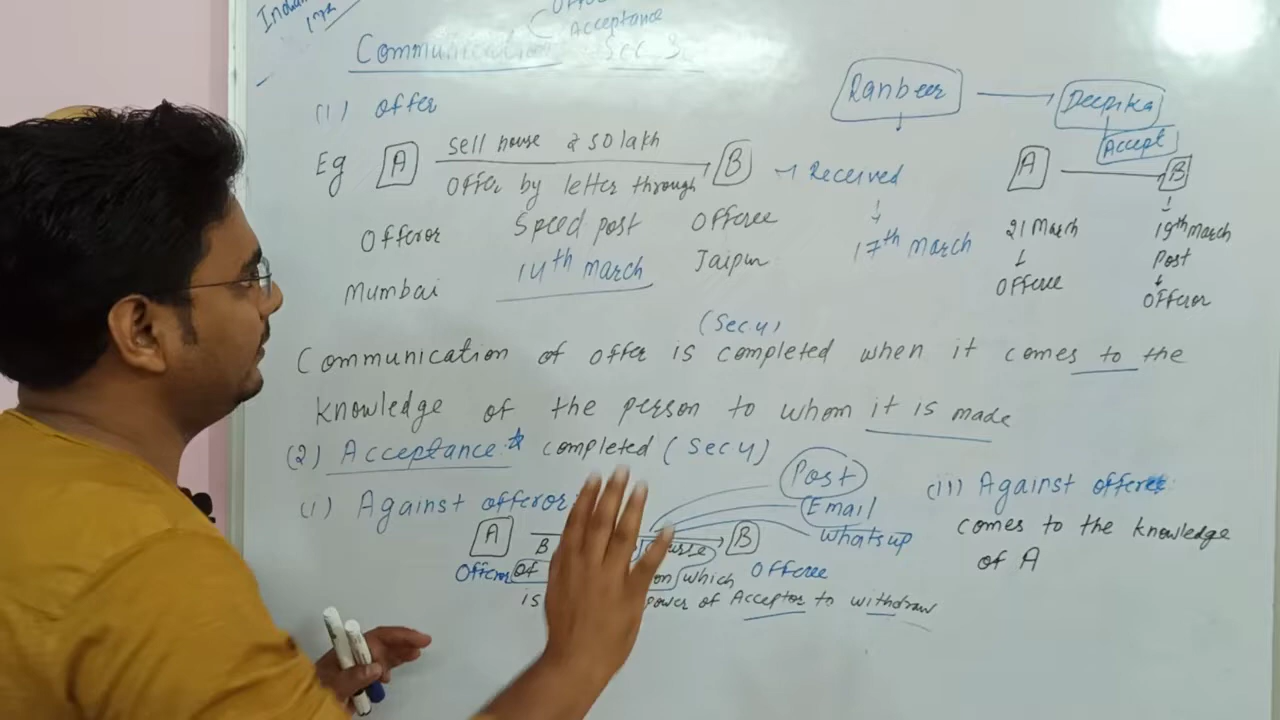 Offer
Acceptance
Communication Sec 3
(1) offer
Ranbeer
Deepika
Accept
Eg A sell house ₹ 50 lakh B Received A B
Offer by letter through
Offeror Speed post Offeree 17th March 21 March 19th March
Mumbai 14th march Jaipur offeree Post
Offeror
(Sec 4)
Communication of offer is completed when it comes to the
knowledge of the person to whom it is made
(2) Acceptance * completed (Sec 4)
Post
(i) Against offeror Email (ii) Against offeree
A B whatsup comes to the knowledge
Offeror of which Offeree of A
is power of Acceptor to withdraw